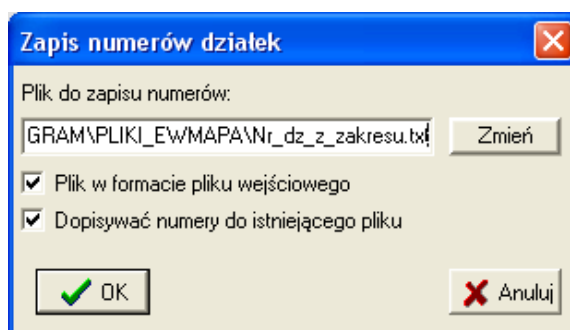 Zapis numerów działek
Plik do zapisu numerów:
GRAM\PLIKI_EWMAPA\Nr_dz_z_zakresu.txt
Zmień
Plik w formacie pliku wejściowego
Dopisywać numery do istniejącego pliku
OK
Anuluj